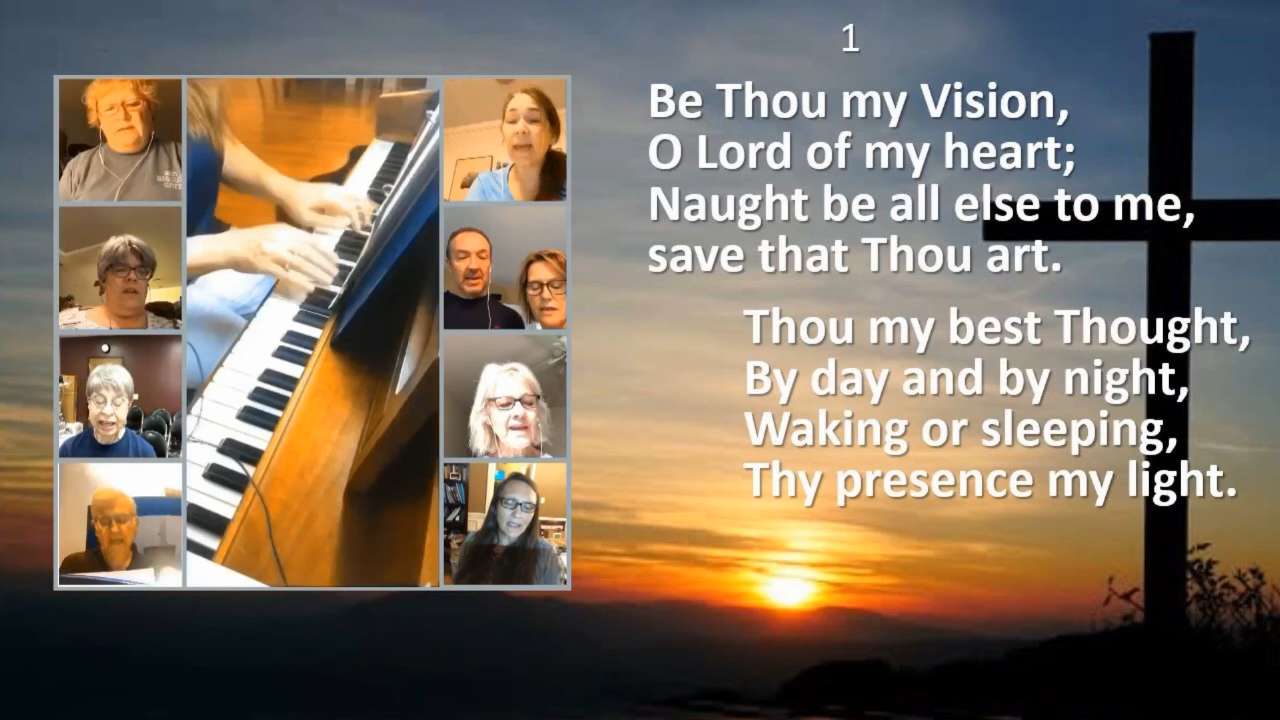 1
Be Thou my Vision,
O Lord of my heart;
Naught be all else to me,
save that Thou art.
Thou my best Thought,
By day and by night,
Waking or sleeping,
Thy presence my light.